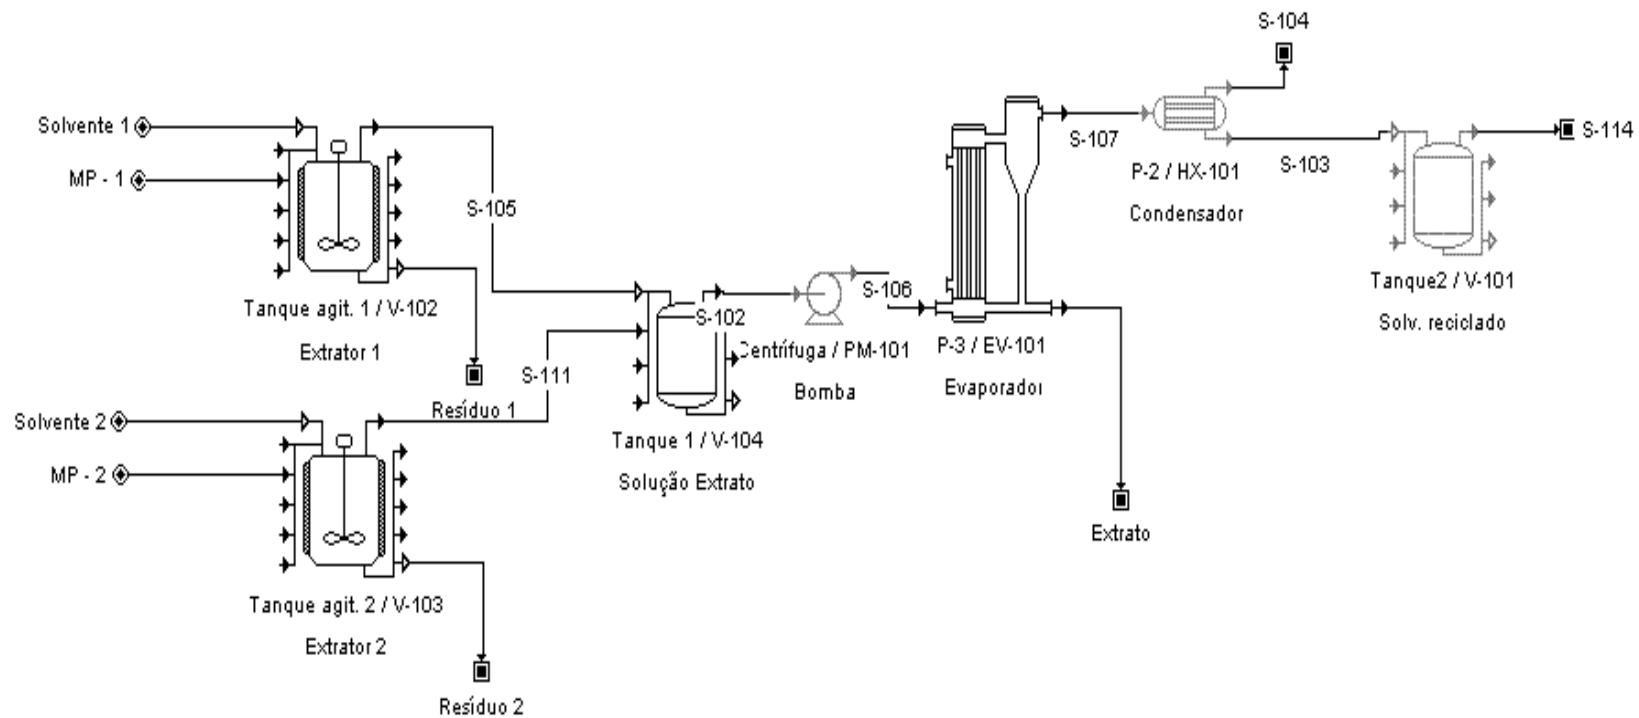 S-104
Solvente 1
MP - 1
S-105
Tanque agit. 1 / V-102
Extrator 1
Resíduo 1
S-111
Solvente 2
MP - 2
Tanque agit. 2 / V-103
Extrator 2
Resíduo 2
S-102
Tanque 1 / V-104
Solução Extrato
S-106
Centrífuga / PM-101
Bomba
P-3 / EV-101
Evaporador
Extrato
S-107
P-2 / HX-101
Condensador
S-103
S-114
Tanque2 / V-101
Solv. reciclado